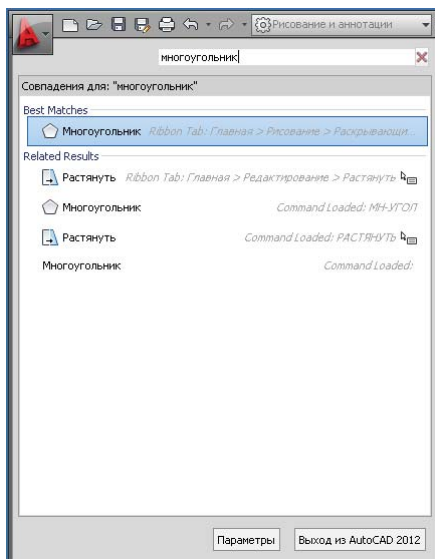 Рисование и аннотации
многоугольник
Совпадения для: "многоугольник"
Best Matches
Многоугольник Ribbon Tab: Главная > Рисование > Раскрывающи...
Related Results
Растянуть Ribbon Tab: Главная > Редактирование > Растянуть
Многоугольник Command Loaded: МН-УГОЛ
Растянуть Command Loaded: РАСТЯНУТЬ
Многоугольник Command Loaded:
Параметры Выход из AutoCAD 2012